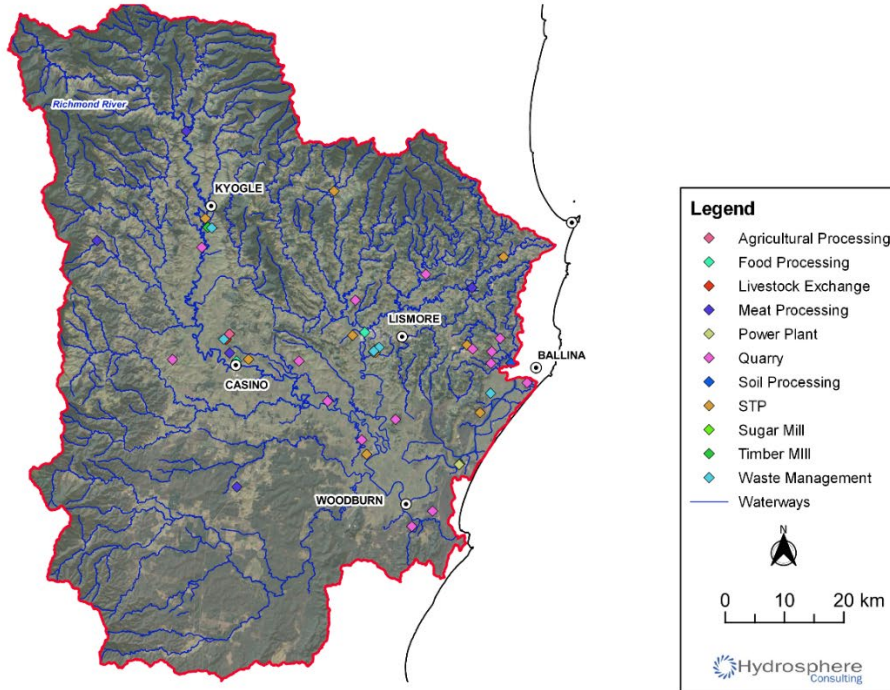 Richmond River
KYOGLE
LISMORE
BALLINA
CASINO
WOODBURN
Legend
Agricultural Processing
Food Processing
Livestock Exchange
Meat Processing
Power Plant
Quarry
Soil Processing
STP
Sugar Mill
Timber MIll
Waste Management
Waterways
N
0 10 20 km
Hydrosphere
Consulting